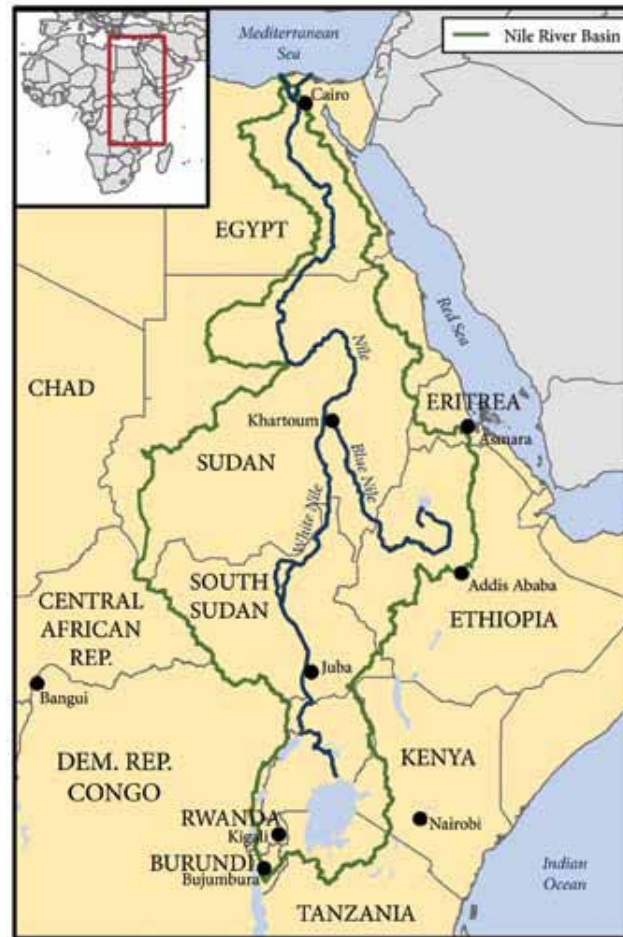 Mediterranean
Sea
Nile River Basin
Cairo
EGYPT
Red Sea
Nile
CHAD
ERITREA
Khartoum
Asmara
SUDAN
Blue Nile
White Nile
SOUTH
SUDAN
Addis Ababa
CENTRAL
AFRICAN
REP.
ETHIOPIA
Juba
Bangui
DEM. REP.
CONGO
KENYA
RWANDA
Kigali
Nairobi
BURUNDI
Bujumbura
Indian
Ocean
TANZANIA